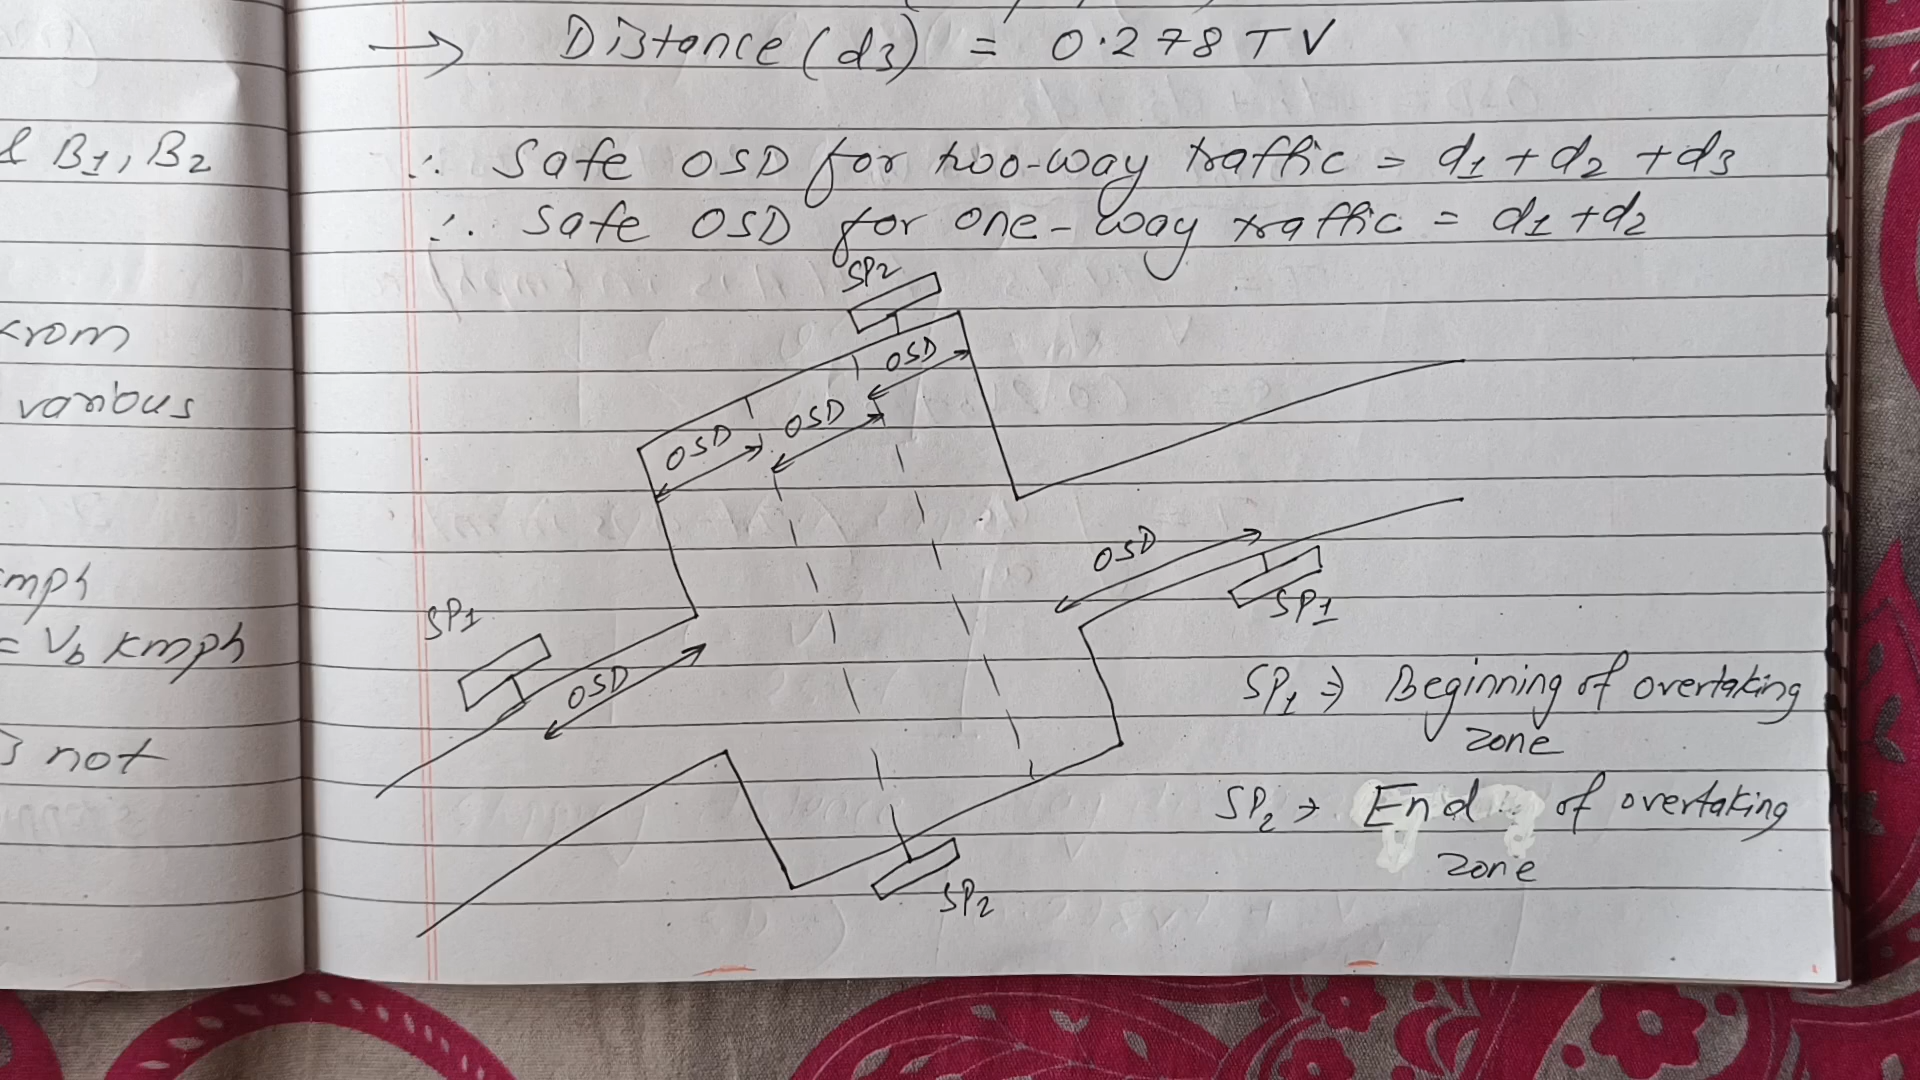 → Distance (d3) = 0.278 TV
& B1, B2
∴ Safe OSD for two-way traffic = d1 + d2 + d3
∴ Safe OSD for one-way traffic = d1 + d2
SP2
from
OSD
various
OSD
OSD
OSD
mph
SP1
SP1
= Vb kmph
OSD
SP1 ⇒ Beginning of overtaking
zone
is not
SP2 → End of overtaking
zone
SP2